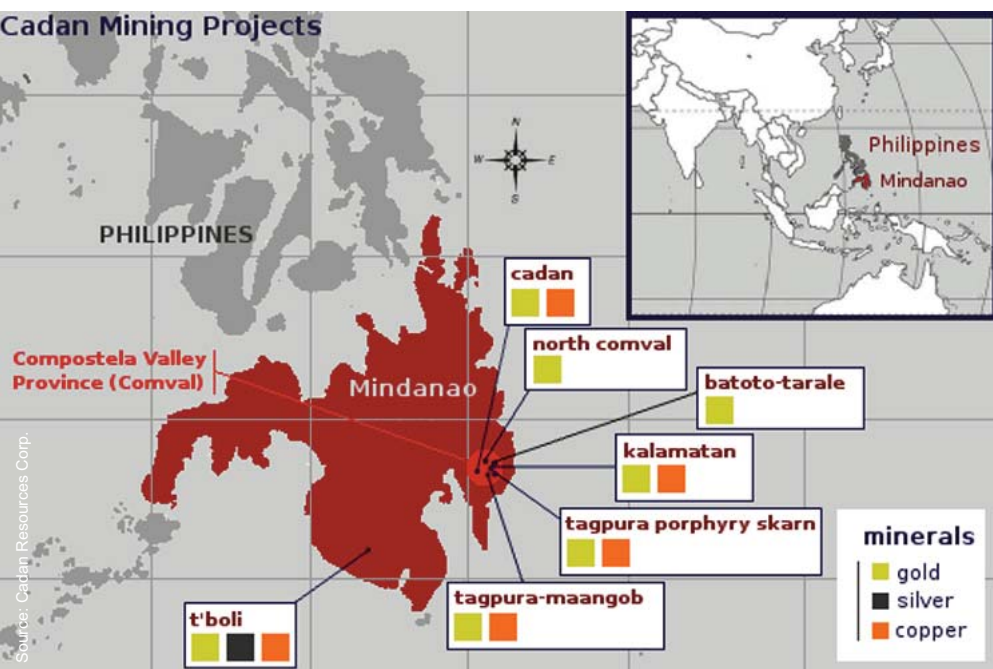 Cadan Mining Projects
N
W
E
S
Philippines
Mindanao
PHILIPPINES
cadan
north comval
Compostela Valley
Province (Comval)
Mindanao
batoto-tarale
kalamatan
tagpura porphyry skarn
minerals
gold
silver
copper
tagpura-maangob
t'boli
Source: Cadan Resources Corp.